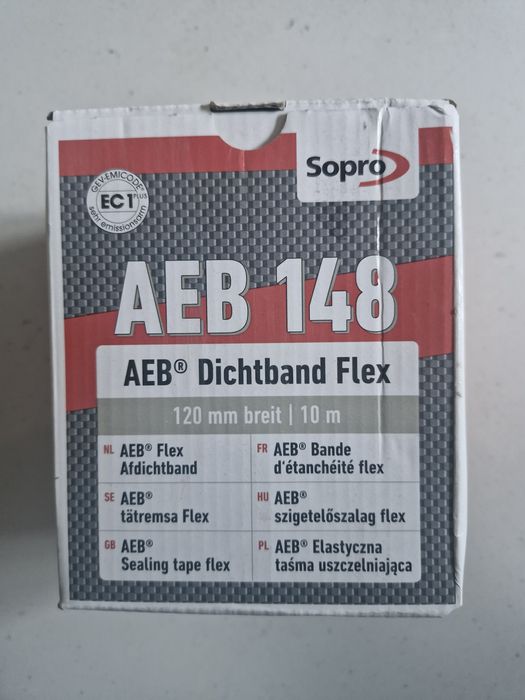 GEV-EMICODE®
EC1 PLUS
sehr emissionsarm
Sopro
AEB 148
AEB® Dichtband Flex
120 mm breit | 10 m
NL AEB® Flex
Afdichtband
FR AEB® Bande
d'étanchéité flex
SE AEB®
tätremsa Flex
HU AEB®
szigetelőszalag flex
GB AEB®
Sealing tape flex
PL AEB® Elastyczna
taśma uszczelniająca